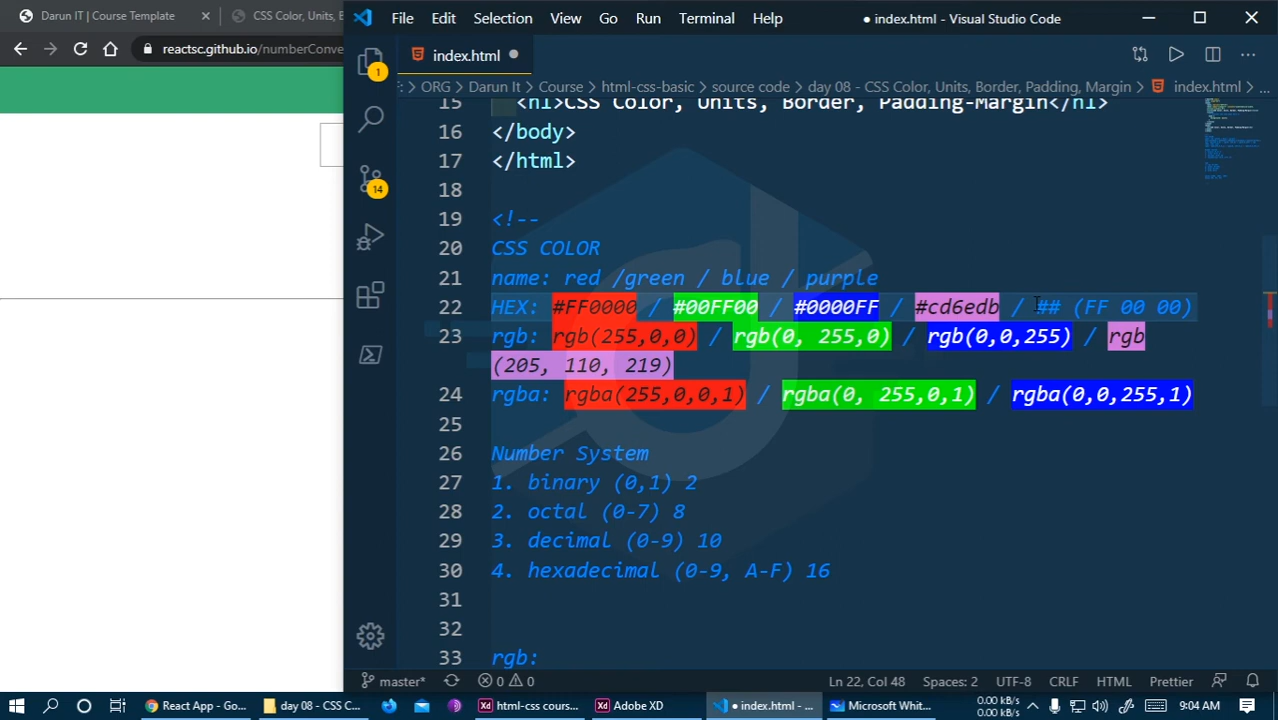 Darun IT | Course Template
CSS Color, Units, B
reactsc.github.io/numberConve
File Edit Selection View Go Run Terminal Help
● index.html - Visual Studio Code
index.html
ORG > Darun It > Course > html-css-basic > source code > day 08 - CSS Color, Units, Border, Padding, Margin > index.html > ...
1
14
15 <h1>CSS Color, Units, Border, Padding-Margin</h1>
16 </body>
17 </html>
18
19 <!--
20 CSS COLOR
21 name: red /green / blue / purple
22 HEX: #FF0000 / #00FF00 / #0000FF / #cd6edb / ## (FF 00 00)
23 rgb: rgb(255,0,0) / rgb(0, 255,0) / rgb(0,0,255) / rgb
(205, 110, 219)
24 rgba: rgba(255,0,0,1) / rgba(0, 255,0,1) / rgba(0,0,255,1)
25
26 Number System
27 1. binary (0,1) 2
28 2. octal (0-7) 8
29 3. decimal (0-9) 10
30 4. hexadecimal (0-9, A-F) 16
31
32
33 rgb:
master* 0 0 Ln 22, Col 48 Spaces: 2 UTF-8 CRLF HTML Prettier
React App - Go... day 08 - CSS C... html-css cours... Adobe XD ● index.html - ... Microsoft Whit... 0.00 kB/s 0.00 kB/s 9:04 AM